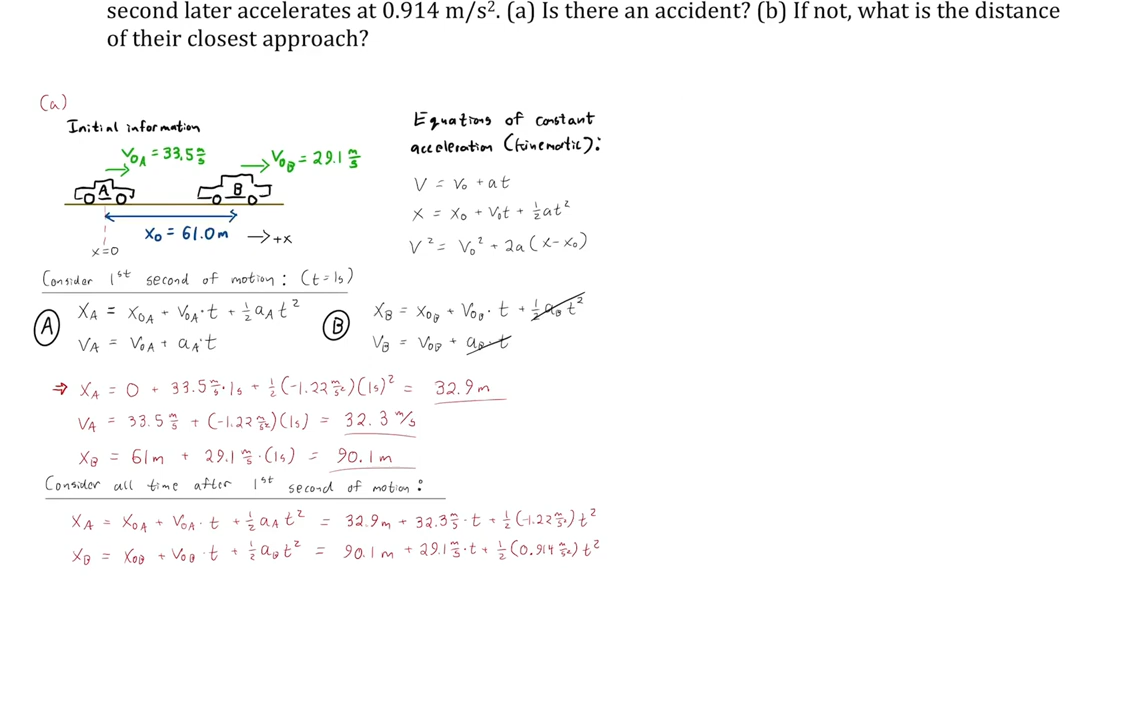 second later accelerates at 0.914 m/s². (a) Is there an accident? (b) If not, what is the distance
of their closest approach?
(a)
Initial information
V₀A = 33.5 m/s
V₀B = 29.1 m/s
A
B
x₀ = 61.0m → +x
x=0
Equations of constant
acceleration (kinematic):
V = V₀ + at
x = x₀ + V₀t + ½at²
V² = V₀² + 2a(x-x₀)
Consider 1st second of motion: (t=1s)
A
XA = X₀A + V₀A·t + ½aAt²
VA = V₀A + aA·t
B
XB = X₀B + V₀B·t + ½aBt²
VB = V₀B + aB·t
⇒ XA = 0 + 33.5 m/s·1s + ½(-1.22 m/s²)(1s)² = 32.9m
VA = 33.5 m/s + (-1.22 m/s²)(1s) = 32.3 m/s
XB = 61m + 29.1 m/s·(1s) = 90.1m
Consider all time after 1st second of motion:
XA = X₀A + V₀A·t + ½aAt² = 32.9m + 32.3 m/s·t + ½(-1.22 m/s²)t²
XB = X₀B + V₀B·t + ½aBt² = 90.1m + 29.1 m/s·t + ½(0.914 m/s²)t²